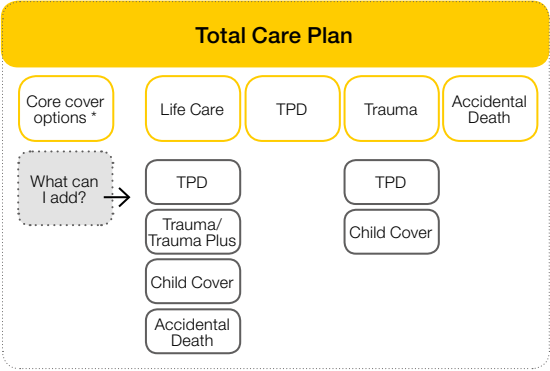 Total Care Plan
Core cover
options *
Life Care
TPD
Trauma
Accidental
Death
What can
I add?
TPD
Trauma/
Trauma Plus
Child Cover
Accidental
Death
TPD
Child Cover